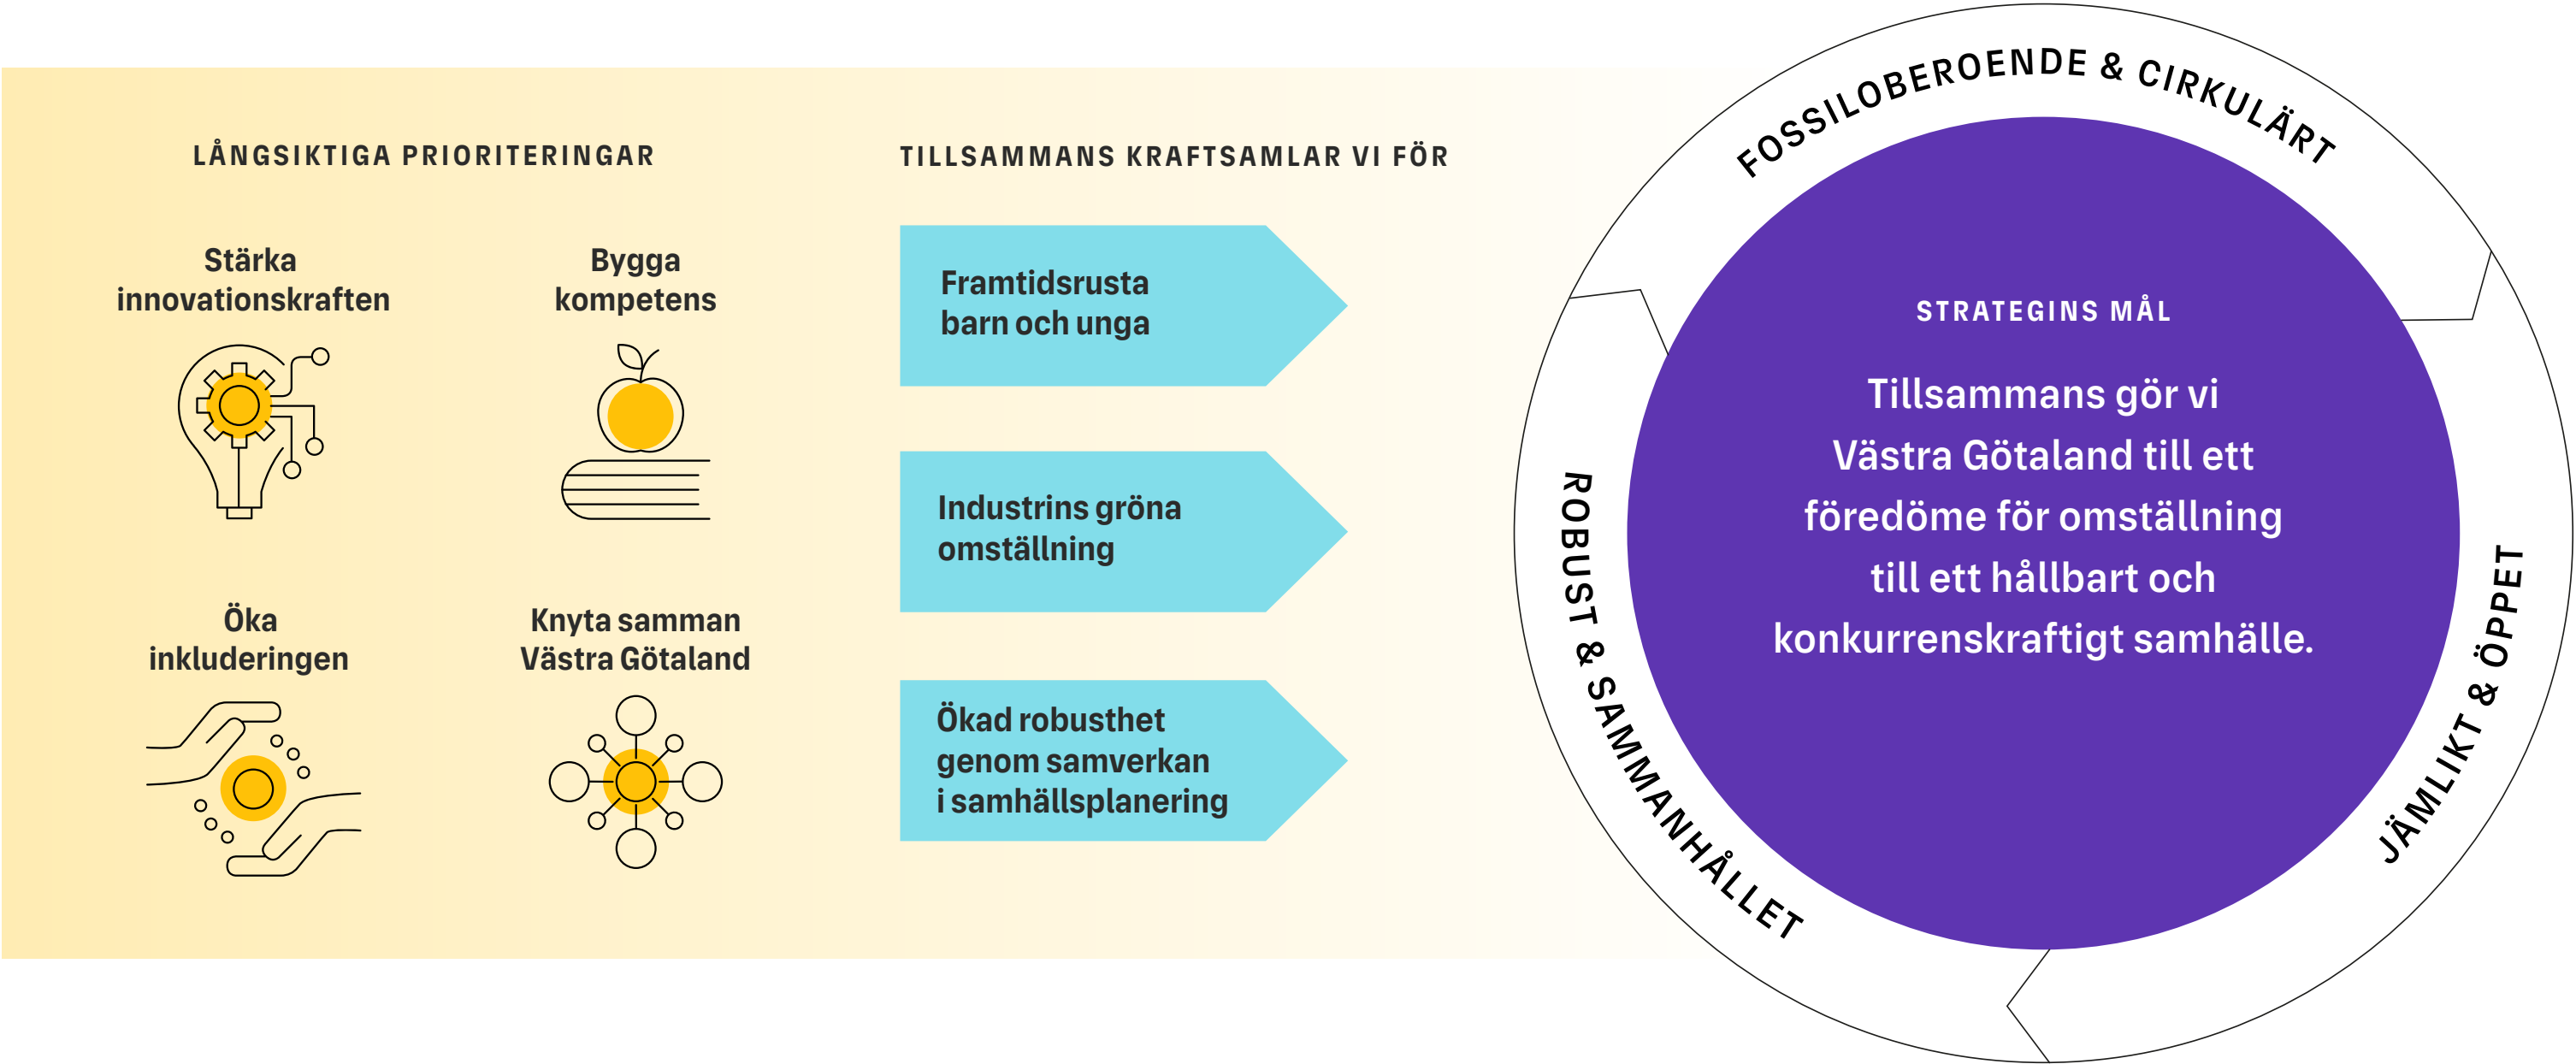 LÅNGSIKTIGA PRIORITERINGAR
Stärka
innovationskraften
Bygga
kompetens
Öka
inkluderingen
Knyta samman
Västra Götaland
TILLSAMMANS KRAFTSAMLAR VI FÖR
Framtidsrusta
barn och unga
Industrins gröna
omställning
Ökad robusthet
genom samverkan
i samhällsplanering
FOSSILOBEROENDE & CIRKULÄRT
JÄMLIKT & ÖPPET
ROBUST & SAMMANHÅLLET
STRATEGINS MÅL
Tillsammans gör vi
Västra Götaland till ett
föredöme för omställning
till ett hållbart och
konkurrenskraftigt samhälle.